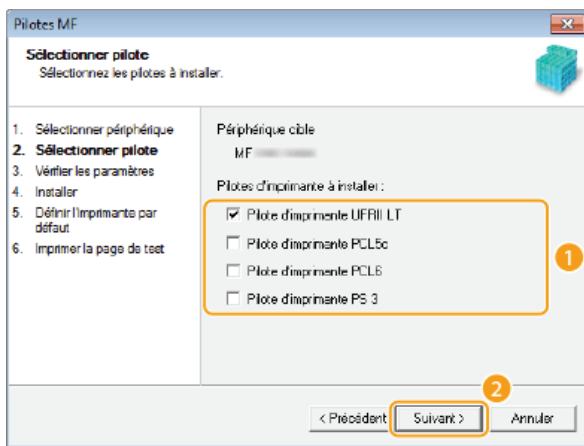 Pilotes MF
Sélectionner pilote
Sélectionnez les pilotes à installer.
1. Sélectionner périphérique
2. Sélectionner pilote
3. Vérifier les paramètres
4. Installer
5. Définir l'imprimante par
défaut
6. Imprimer la page de test
Périphérique cible
MF
Pilotes d'imprimante à installer :
Pilote d'imprimante UFRII LT
Pilote d'imprimante PCL5c
Pilote d'imprimante PCL6
Pilote d'imprimante PS 3
1
2
< Précédent
Suivant >
Annuler